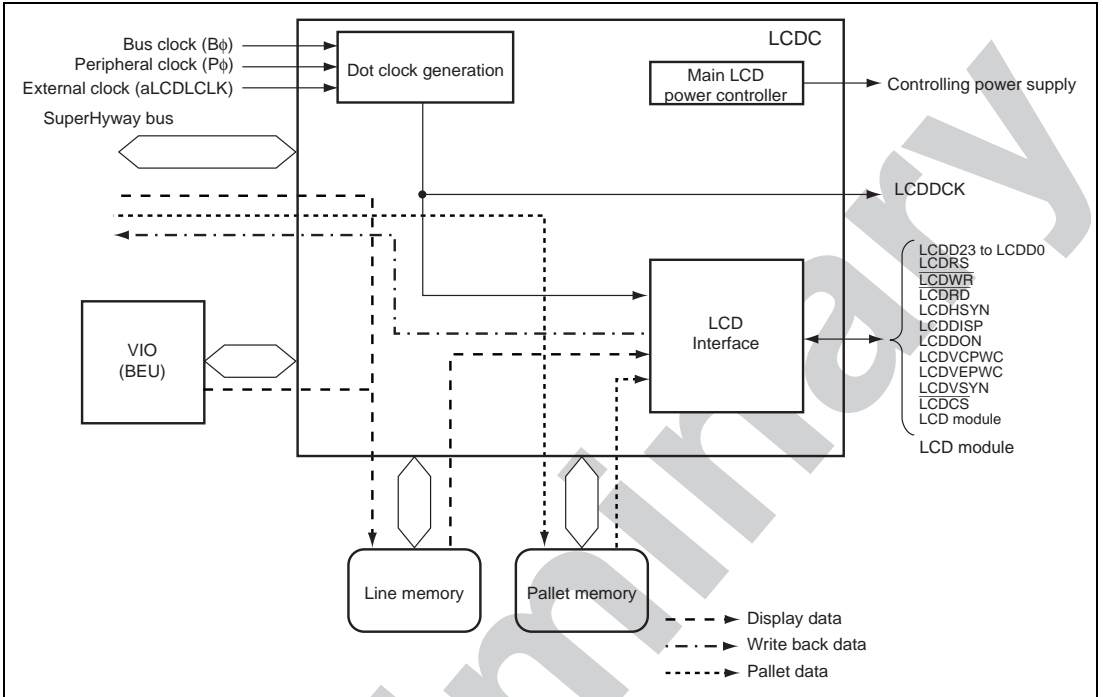 Bus clock (Bϕ)
Peripheral clock (Pϕ)
External clock (aLCDLCLK)
SuperHyway bus
Dot clock generation
LCDC
Main LCD
power controller
Controlling power supply
LCDDCK
VIO
(BEU)
LCD
Interface
LCDD23 to LCDD0
LCDRS
LCDWR
LCDRD
LCDHSYN
LCDDISP
LCDDON
LCDVCPWC
LCDVEPWC
LCDVSYN
LCDCS
LCD module
LCD module
Line memory
Pallet memory
Display data
Write back data
Pallet data